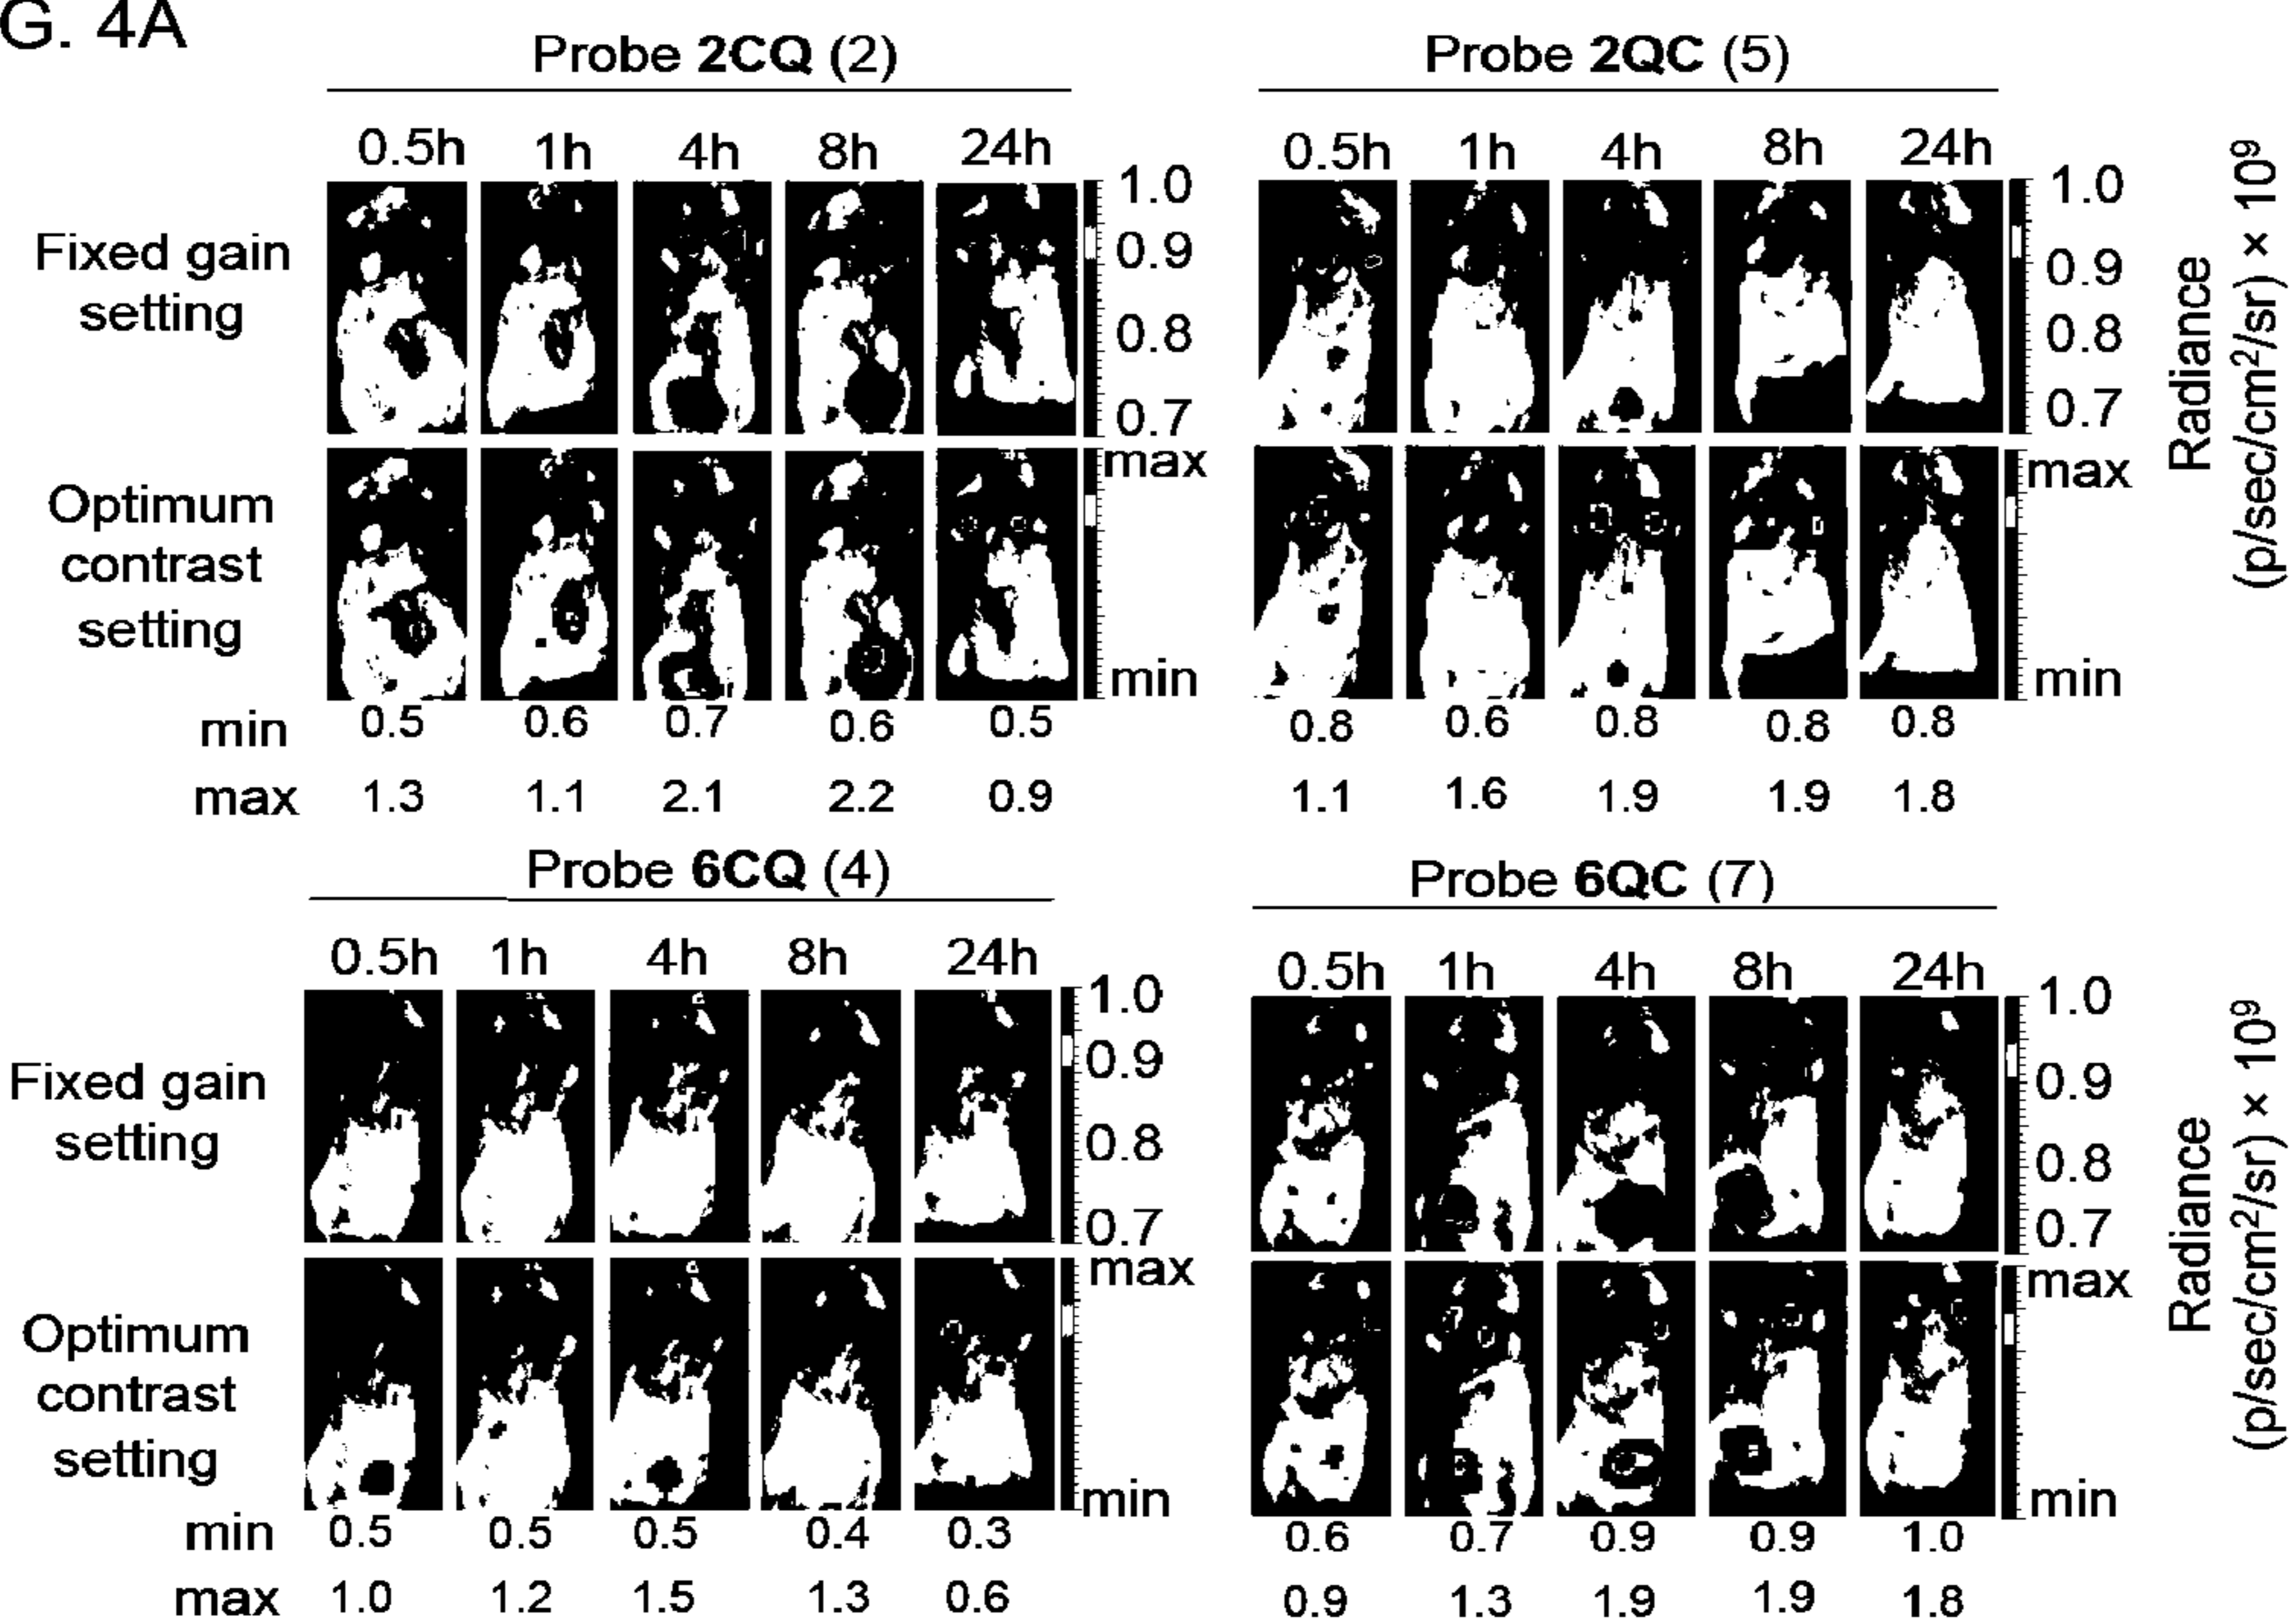 G. 4A
Probe 2CQ (2)
0.5h 1h 4h 8h 24h
Fixed gain
setting
1.0
0.9
0.8
0.7
Optimum
contrast
setting
max
min
min 0.5 0.6 0.7 0.6 0.5
max 1.3 1.1 2.1 2.2 0.9
Probe 2QC (5)
0.5h 1h 4h 8h 24h
1.0
0.9
0.8
0.7
max
min
0.8 0.6 0.8 0.8 0.8
1.1 1.6 1.9 1.9 1.8
Radiance
(p/sec/cm²/sr) × 10⁹
Probe 6CQ (4)
0.5h 1h 4h 8h 24h
Fixed gain
setting
1.0
0.9
0.8
0.7
Optimum
contrast
setting
max
min
min 0.5 0.5 0.5 0.4 0.3
max 1.0 1.2 1.5 1.3 0.6
Probe 6QC (7)
0.5h 1h 4h 8h 24h
1.0
0.9
0.8
0.7
max
min
0.6 0.7 0.9 0.9 1.0
0.9 1.3 1.9 1.9 1.8
Radiance
(p/sec/cm²/sr) × 10⁹